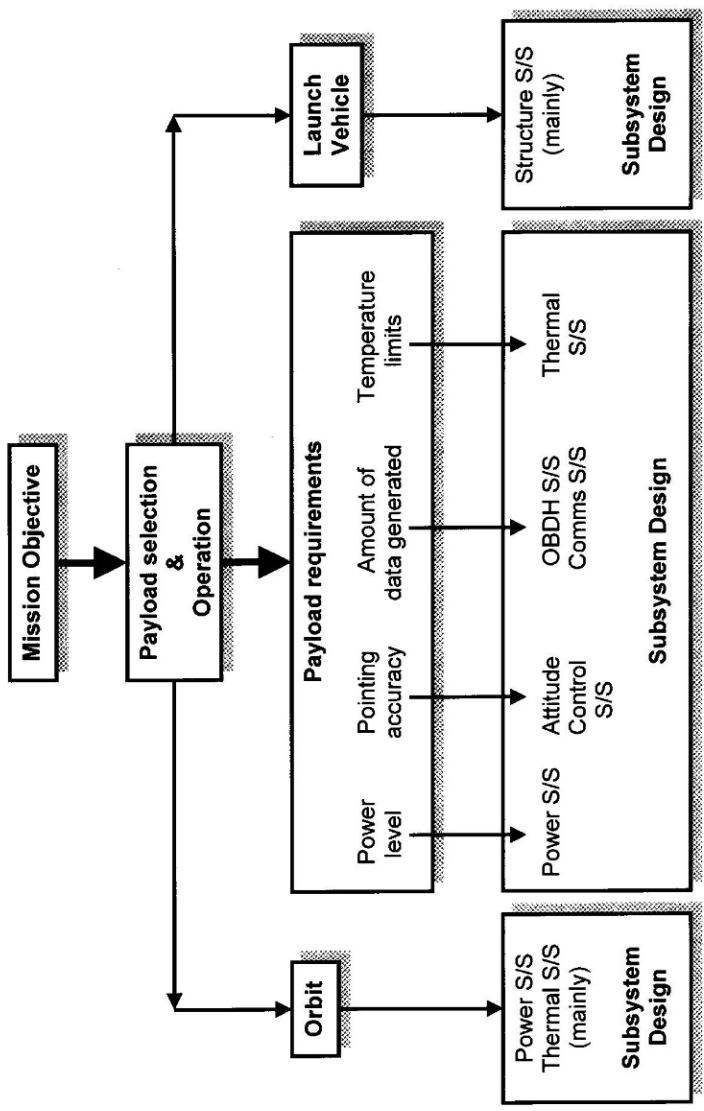 Mission Objective
Payload selection
&
Operation
Orbit
Payload requirements
Power
level
Pointing
accuracy
Amount of
data generated
Temperature
limits
Launch
Vehicle
Power S/S
Thermal S/S
(mainly)
Subsystem
Design
Power S/S
Attitude
Control
S/S
OBDH S/S
Comms S/S
Thermal
S/S
Subsystem Design
Structure S/S
(mainly)
Subsystem
Design